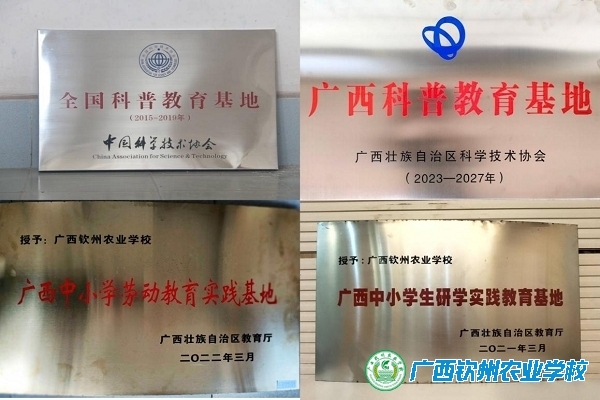 全国科普教育基地
(2015-2019年)
中国科学技术协会
China Association for Science & Technology
广西科普教育基地
广西壮族自治区科学技术协会
(2023—2027年)
授予：广西钦州农业学校
广西中小学劳动教育实践基地
广西壮族自治区教育厅
二〇二二年三月
授予：广西钦州农业学校
广西中小学生研学实践教育基地
广西壮族自治区教育厅
二〇二一年三月
广西钦州农业学校